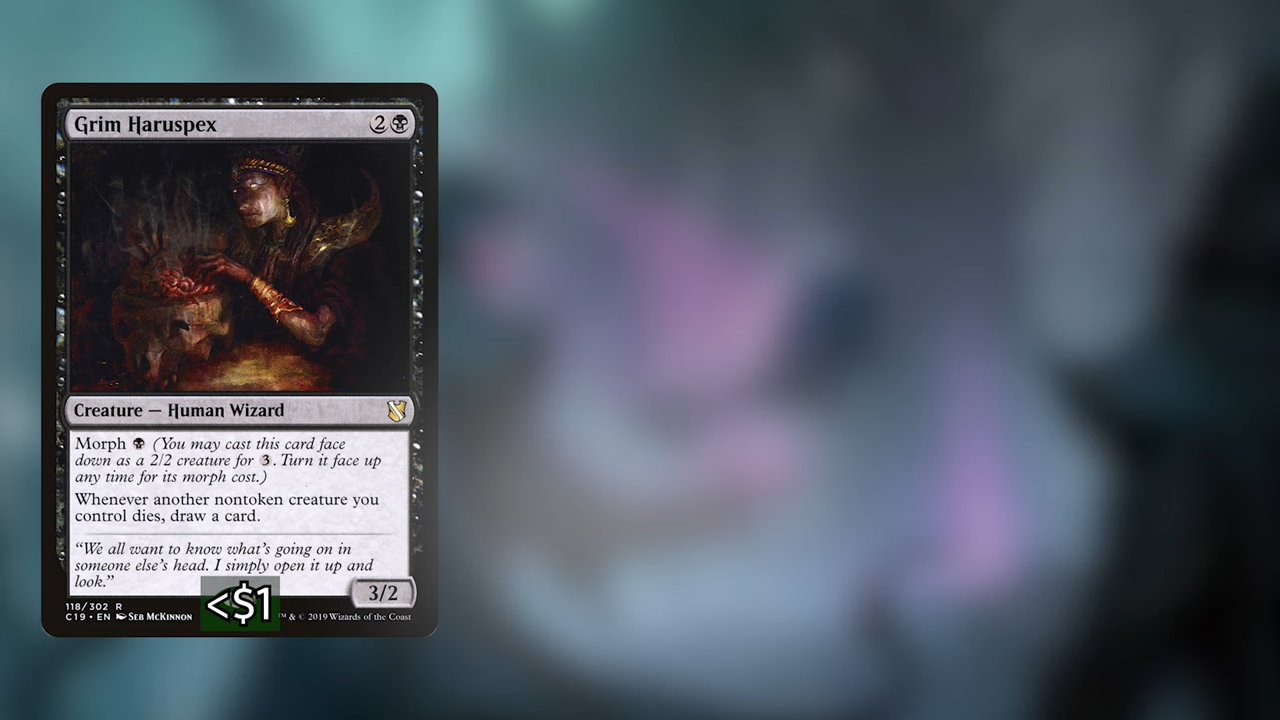 Grim Haruspex 2
Creature — Human Wizard
Morph (You may cast this card face
down as a 2/2 creature for 3. Turn it face up
any time for its morph cost.)
Whenever another nontoken creature you
control dies, draw a card.
“We all want to know what’s going on in
someone else’s head. I simply open it up and
look.”
3/2
<$1
118/302 R
C19 • EN Seb McKinnon ™ & © 2019 Wizards of the Coast